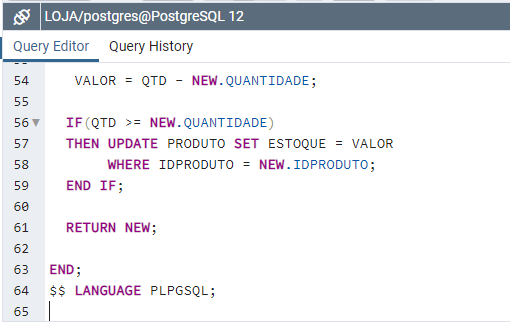 LOJA/postgres@PostgreSQL 12
Query Editor Query History
54 VALOR = QTD - NEW.QUANTIDADE;
55
56 IF(QTD >= NEW.QUANTIDADE)
57 THEN UPDATE PRODUTO SET ESTOQUE = VALOR
58 WHERE IDPRODUTO = NEW.IDPRODUTO;
59 END IF;
60
61 RETURN NEW;
62
63 END;
64 $$ LANGUAGE PLPGSQL;
65